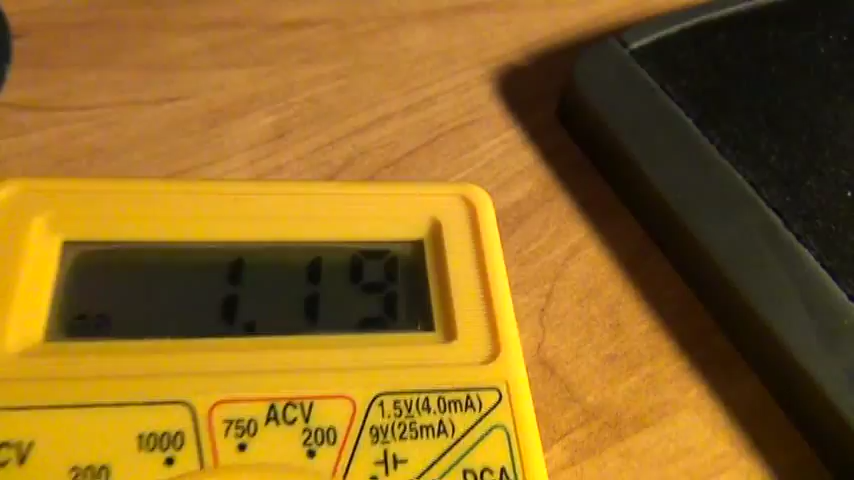 1.19
1.5V(4.0mA)
9V(25mA)
ACV
750 200
1000
CV
200
DCA